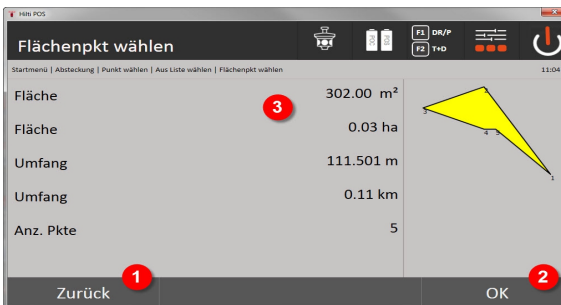 Hilti POS
Flächenpkt wählen
POC
POS
F1 DR/P
F2 T+D
Startmenü | Absteckung | Punkt wählen | Aus Liste wählen | Flächenpkt wählen
11:04
Fläche 302.00 m²
3
Fläche 0.03 ha
Umfang 111.501 m
Umfang 0.11 km
Anz. Pkte 5
3
4
1
1
2
Zurück
OK